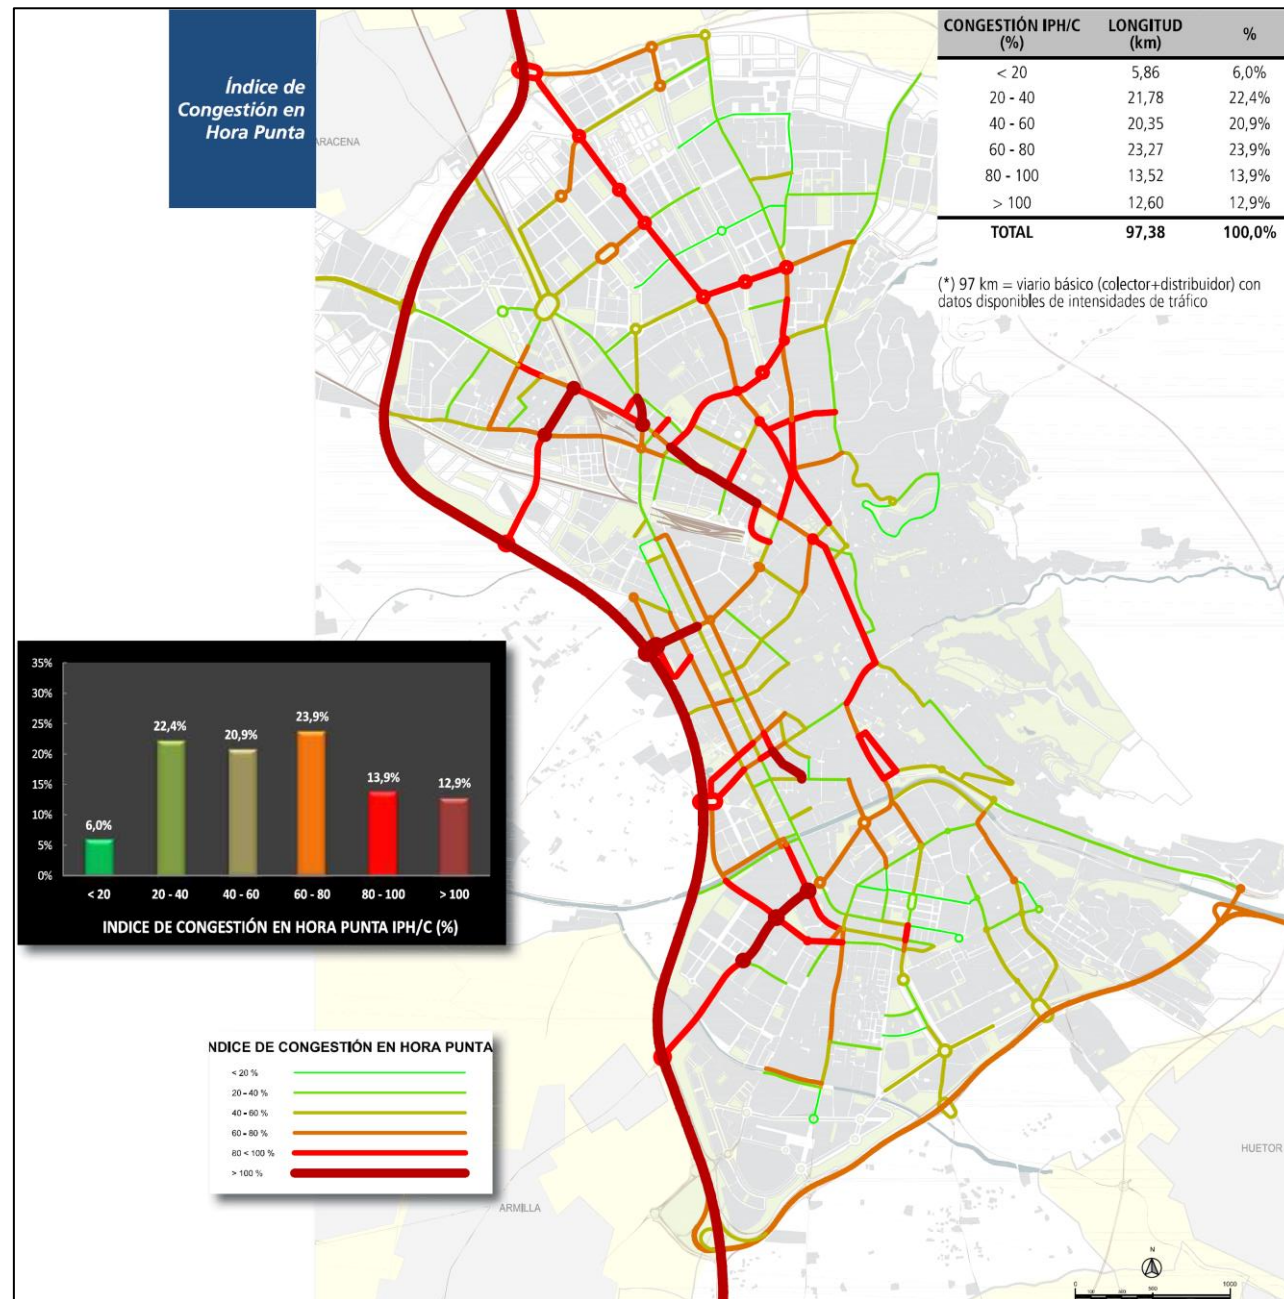 Índice de
Congestión en
Hora Punta
CONGESTIÓN IPH/C (%) LONGITUD (km) %
< 20 5,86 6,0%
20 - 40 21,78 22,4%
40 - 60 20,35 20,9%
60 - 80 23,27 23,9%
80 - 100 13,52 13,9%
> 100 12,60 12,9%
TOTAL 97,38 100,0%
(*) 97 km = viario básico (colector+distribuidor) con
datos disponibles de intensidades de tráfico
ARACENA
35%
30%
25%
20%
15%
10%
5%
0%
6,0% 22,4% 20,9% 23,9% 13,9% 12,9%
< 20 20 - 40 40 - 60 60 - 80 80 - 100 > 100
INDICE DE CONGESTIÓN EN HORA PUNTA IPH/C (%)
NDICE DE CONGESTIÓN EN HORA PUNTA
< 20 %
20 - 40 %
40 - 60 %
60 - 80 %
80 < 100 %
> 100 %
HUETOR
ARMILLA
N
0 1000